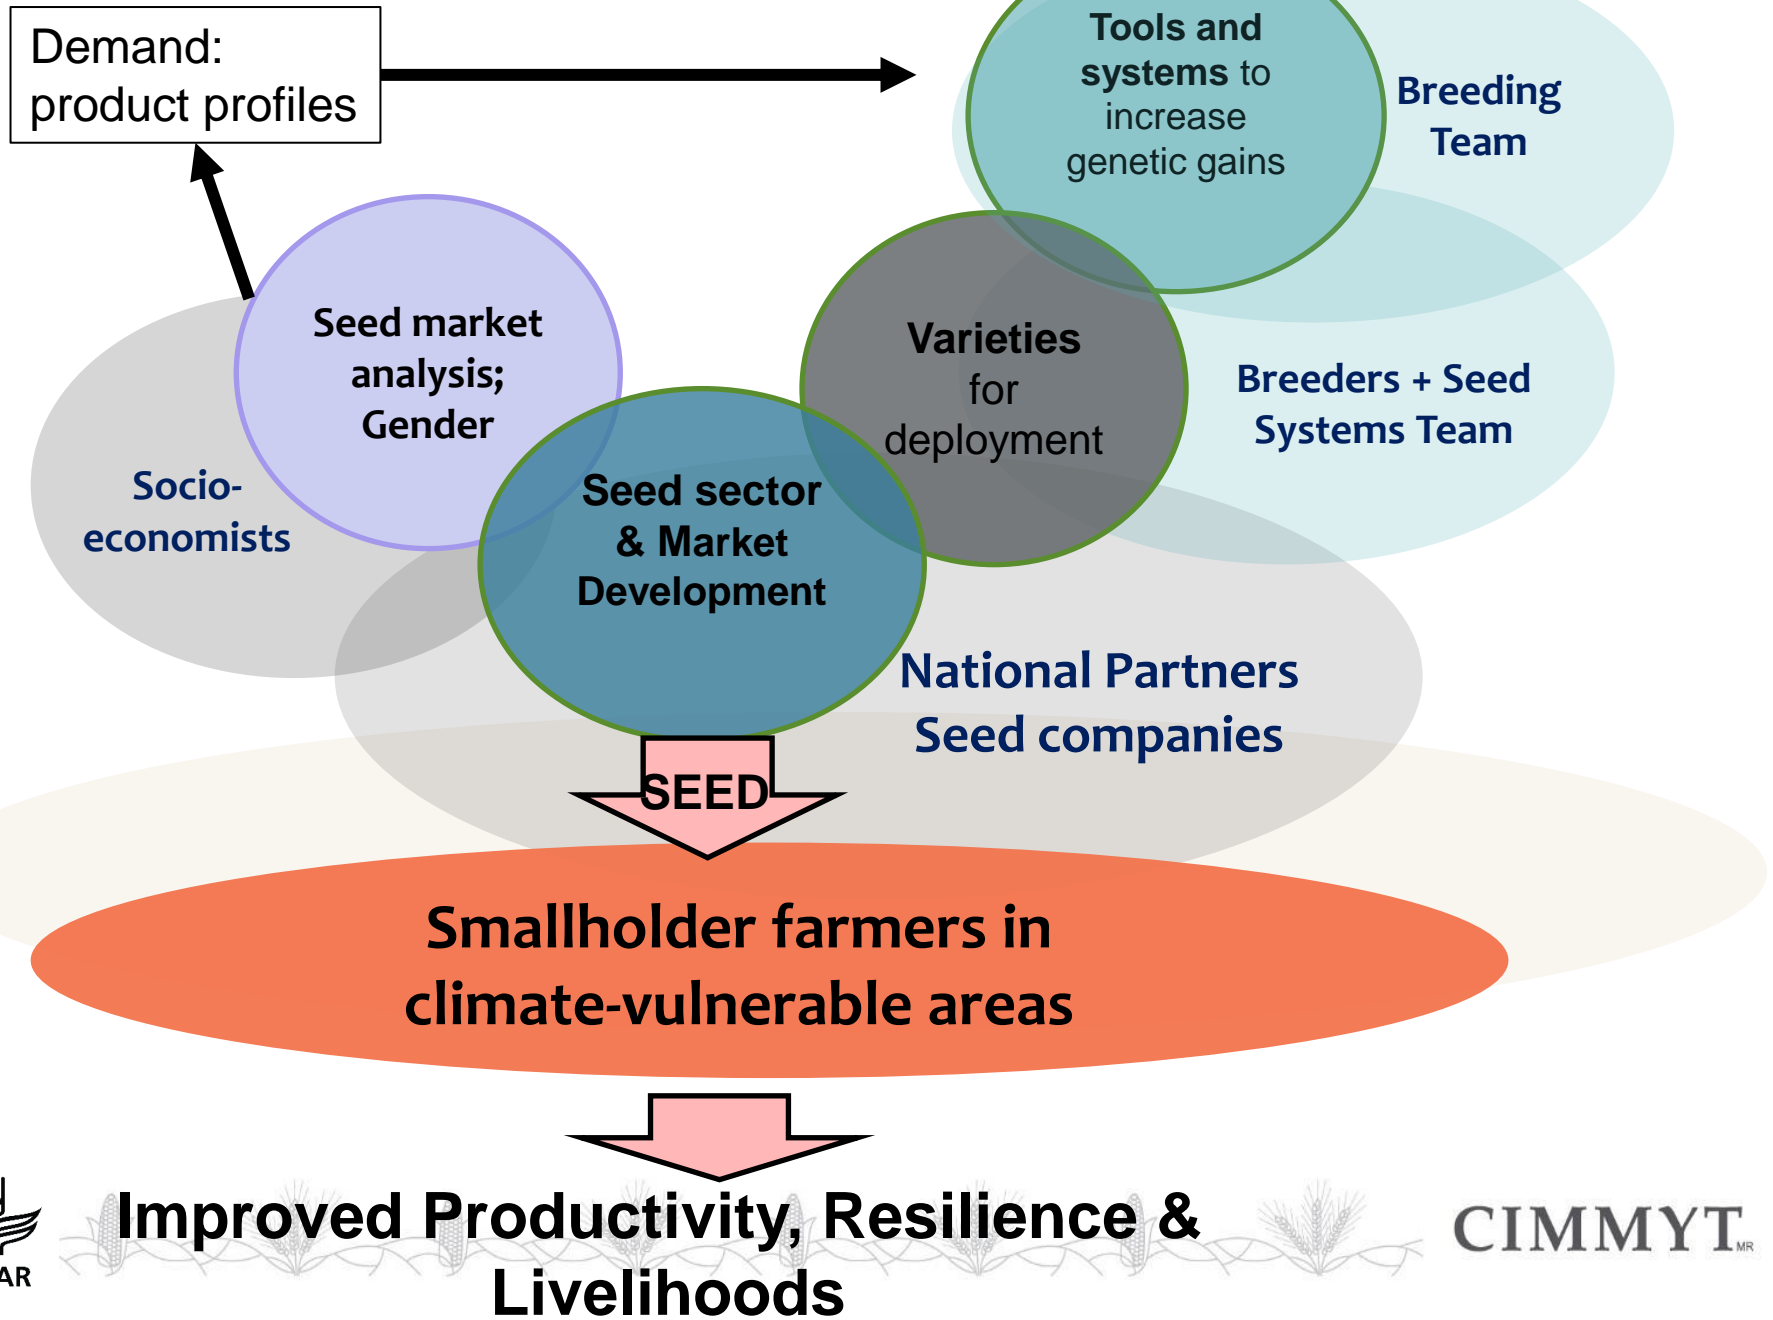 Demand:
product profiles
Tools and
systems to
increase
genetic gains
Breeding
Team
Seed market
analysis;
Gender
Varieties
for
deployment
Breeders + Seed
Systems Team
Socio-
economists
Seed sector
& Market
Development
National Partners
Seed companies
SEED
Smallholder farmers in
climate-vulnerable areas
Improved Productivity, Resilience &
Livelihoods
AR
CIMMYT MR